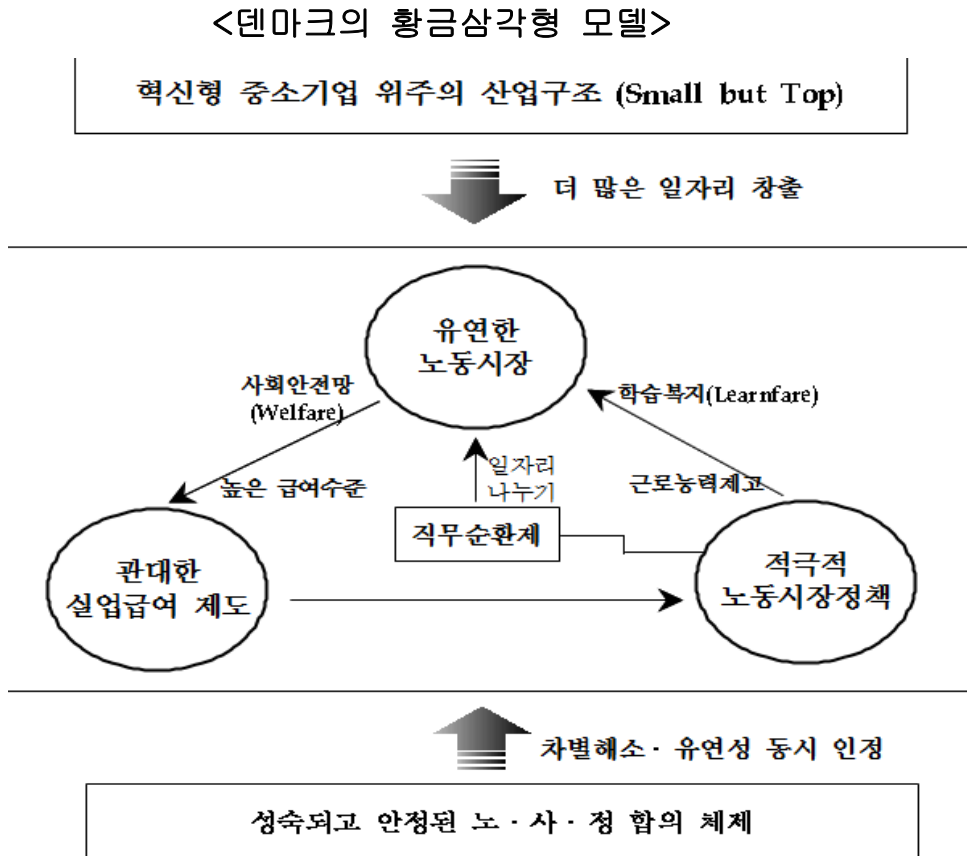 <덴마크의 황금삼각형 모델>
혁신형 중소기업 위주의 산업구조 (Small but Top)
더 많은 일자리 창출
유연한
노동시장
사회안전망
(Welfare)
학습복지(Learnfare)
높은 급여수준
일자리
나누기
근로능력제고
직무순환제
관대한
실업급여 제도
적극적
노동시장정책
차별해소 · 유연성 동시 인정
성숙되고 안정된 노 · 사 · 정 합의 체제